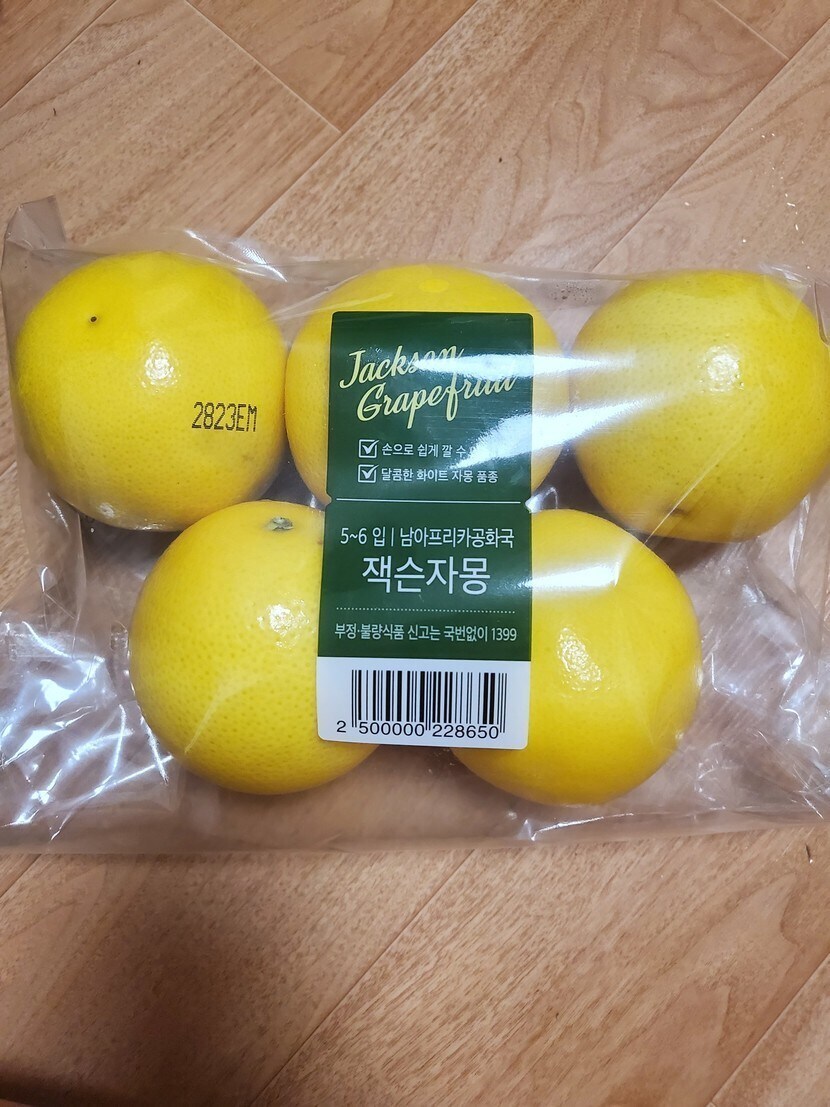 2823EM
Jackson
Grapefruit
손으로 쉽게 깔 수
달콤한 화이트 자몽 품종
5~6 입 | 남아프리카공화국
잭슨자몽
부정·불량식품 신고는 국번없이 1399
2 500000 228650